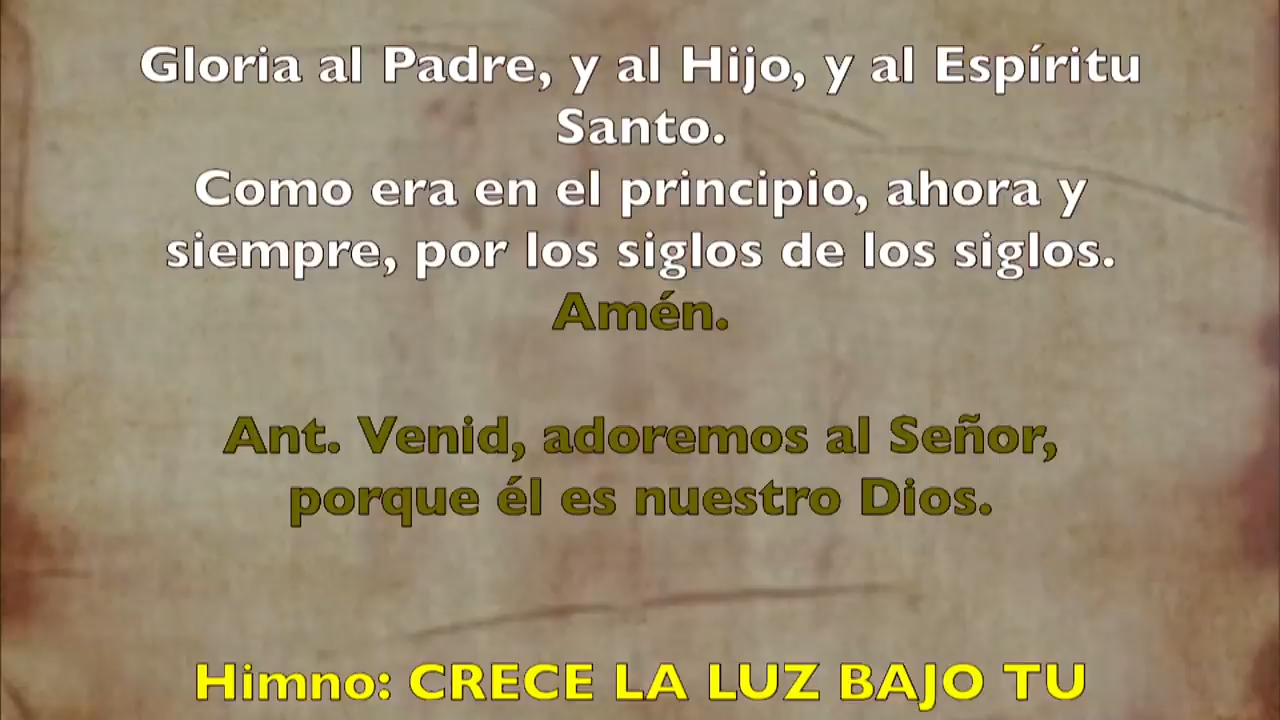 Gloria al Padre, y al Hijo, y al Espíritu
Santo.
Como era en el principio, ahora y
siempre, por los siglos de los siglos.
Amén.
Ant. Venid, adoremos al Señor,
porque él es nuestro Dios.
Himno: CRECE LA LUZ BAJO TU